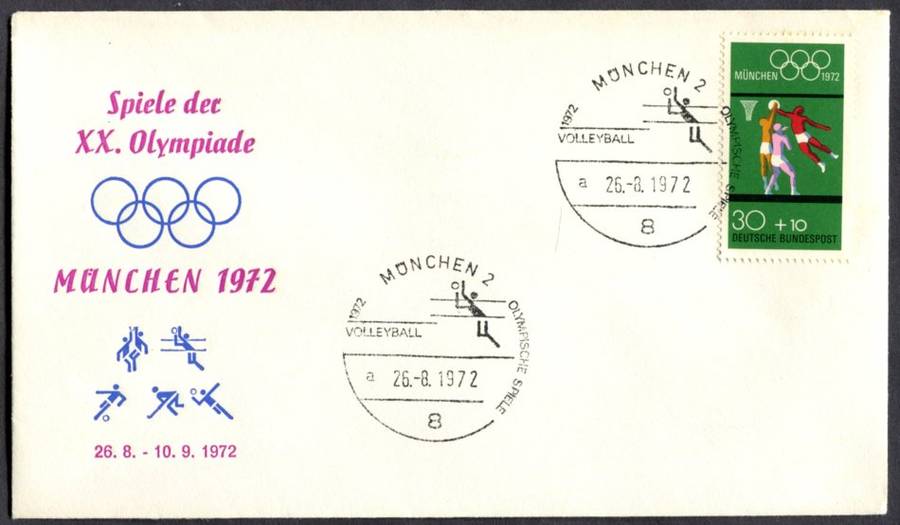 Spiele der
XX. Olympiade
MÜNCHEN 1972
26. 8. - 10. 9. 1972
MÜNCHEN 2
1972
VOLLEYBALL
OLYMPISCHE SPIELE
a 26.-8. 1972
8
MÜNCHEN 2
1972
VOLLEYBALL
OLYMPISCHE SPIELE
a 26.-8. 1972
8
MÜNCHEN 1972
30 +10
DEUTSCHE BUNDESPOST